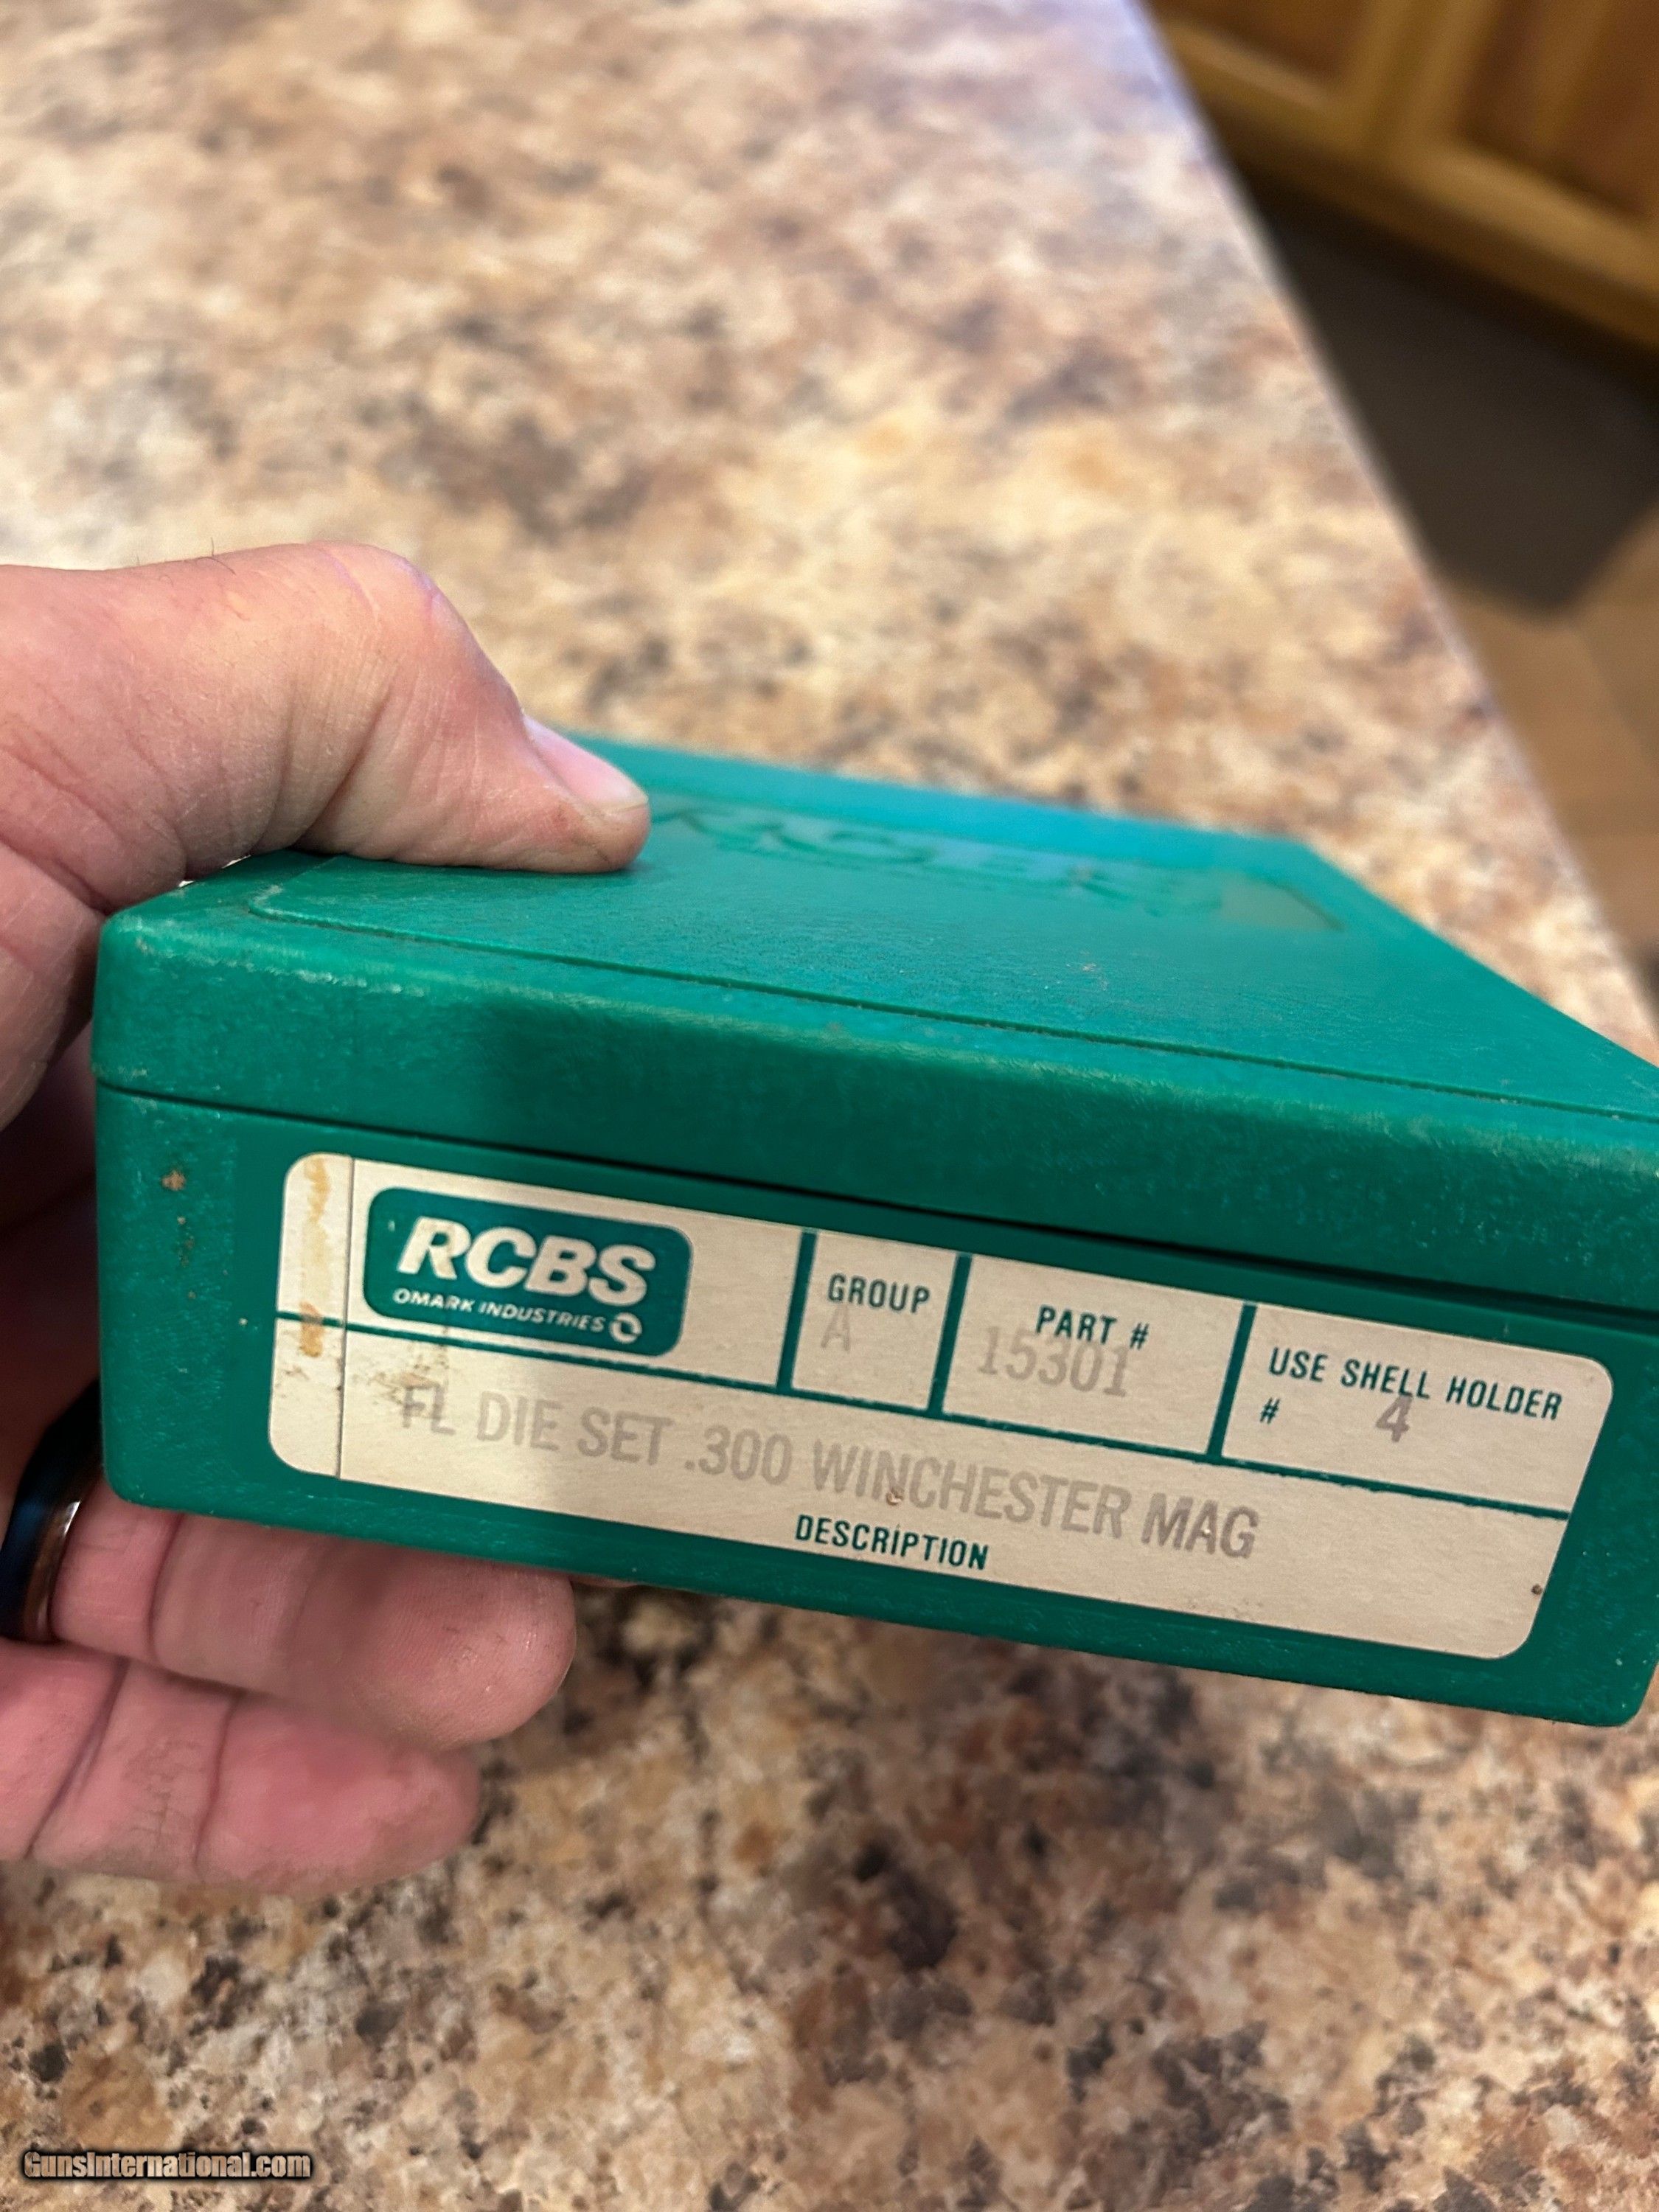 RCBS
OMARK INDUSTRIES
GROUP
A
PART #
15301
USE SHELL HOLDER
# 4
FL DIE SET .300 WINCHESTER MAG
DESCRIPTION
GunsInternational.com